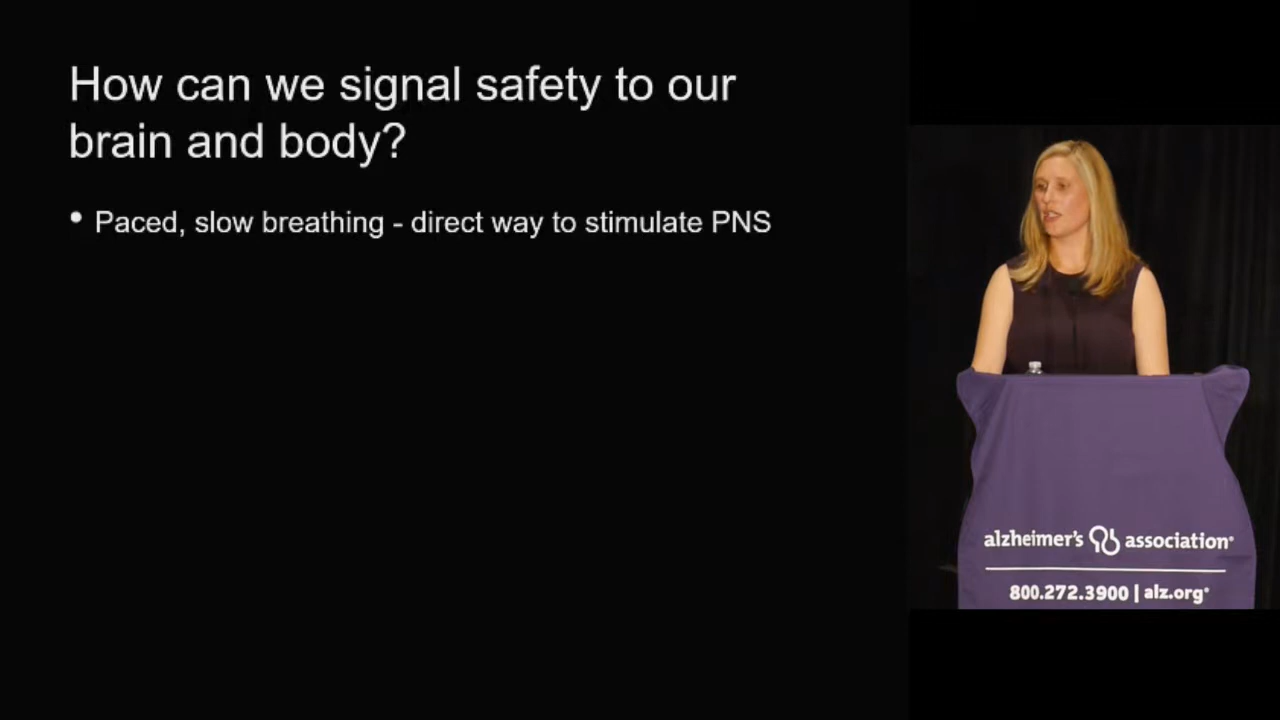 How can we signal safety to our
brain and body?
• Paced, slow breathing - direct way to stimulate PNS
alzheimer's association®
800.272.3900 | alz.org®